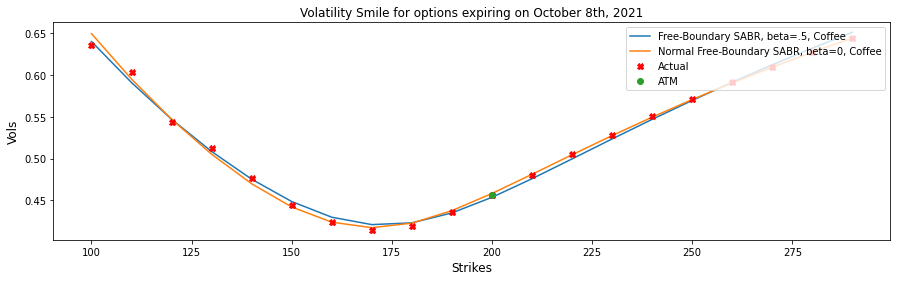 Volatility Smile for options expiring on October 8th, 2021
Free-Boundary SABR, beta=.5, Coffee
Normal Free-Boundary SABR, beta=0, Coffee
Actual
ATM
0.65
0.60
0.55
0.50
0.45
Vols
100
125
150
175
200
225
250
275
Strikes